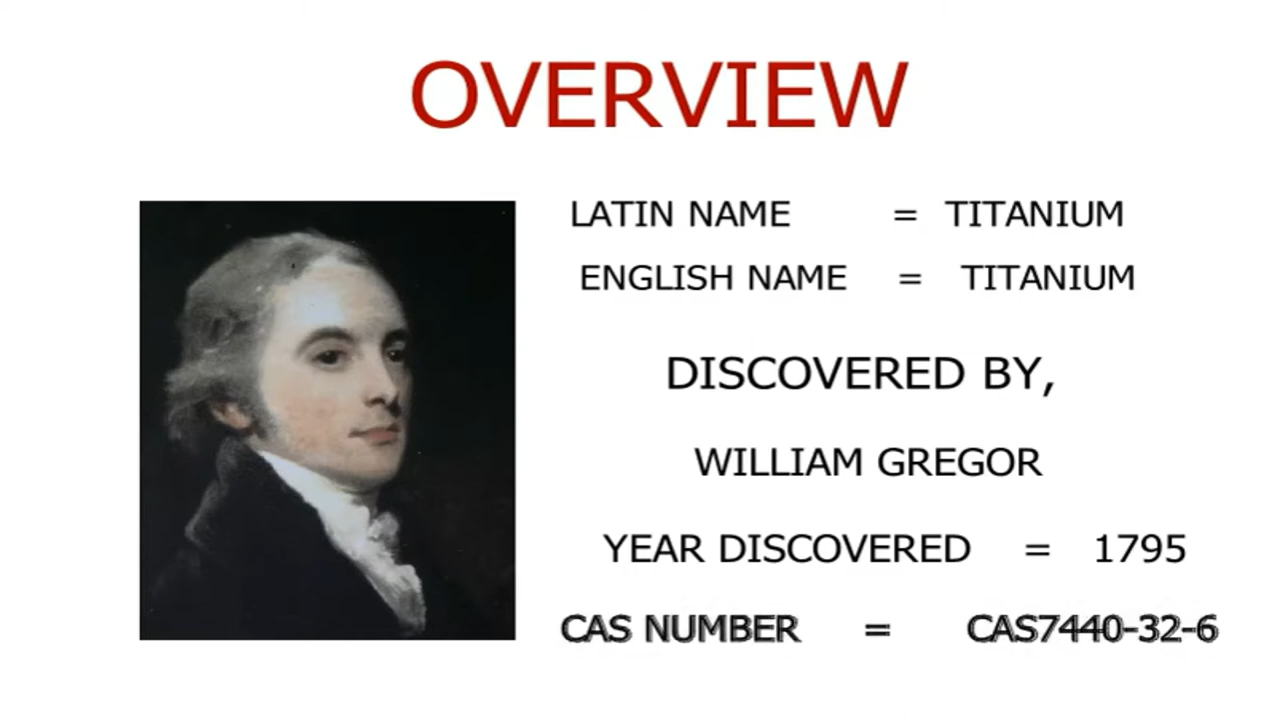 OVERVIEW
LATIN NAME = TITANIUM
ENGLISH NAME = TITANIUM
DISCOVERED BY,
WILLIAM GREGOR
YEAR DISCOVERED = 1795
CAS NUMBER = CAS7440-32-6